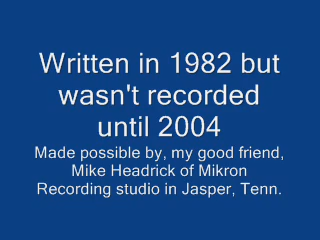 Written in 1982 but
wasn't recorded
until 2004
Made possible by, my good friend,
Mike Headrick of Mikron
Recording studio in Jasper, Tenn.